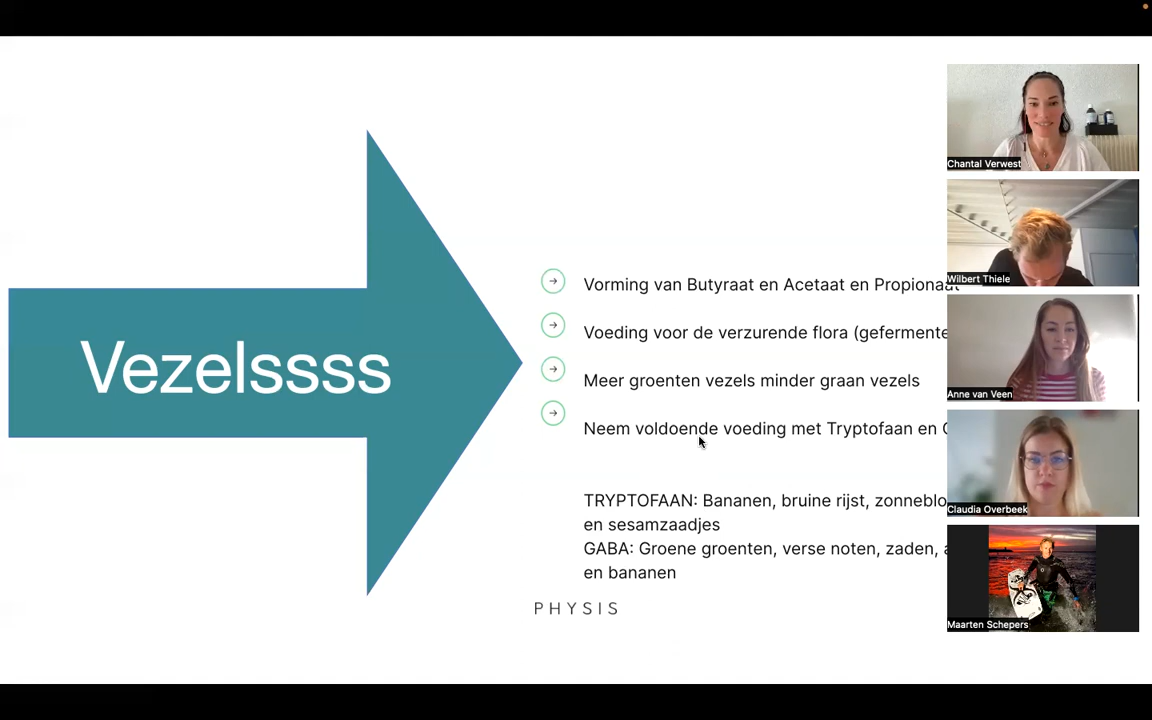 Vezelssss
Vorming van Butyraat en Acetaat en Propionaat
Voeding voor de verzurende flora
Meer groenten vezels minder graan vezels
Neem voldoende voeding met Tryptofaan en
TRYPTOFAAN: Bananen, bruine rijst,
en sesamzaadjes
GABA: Groene groenten, verse noten, zaden,
en bananen
PHYSIS
Chantal Verwest
Wilbert Thiele
Anne van Veen
Claudia Overbeek
Maarten Schepers